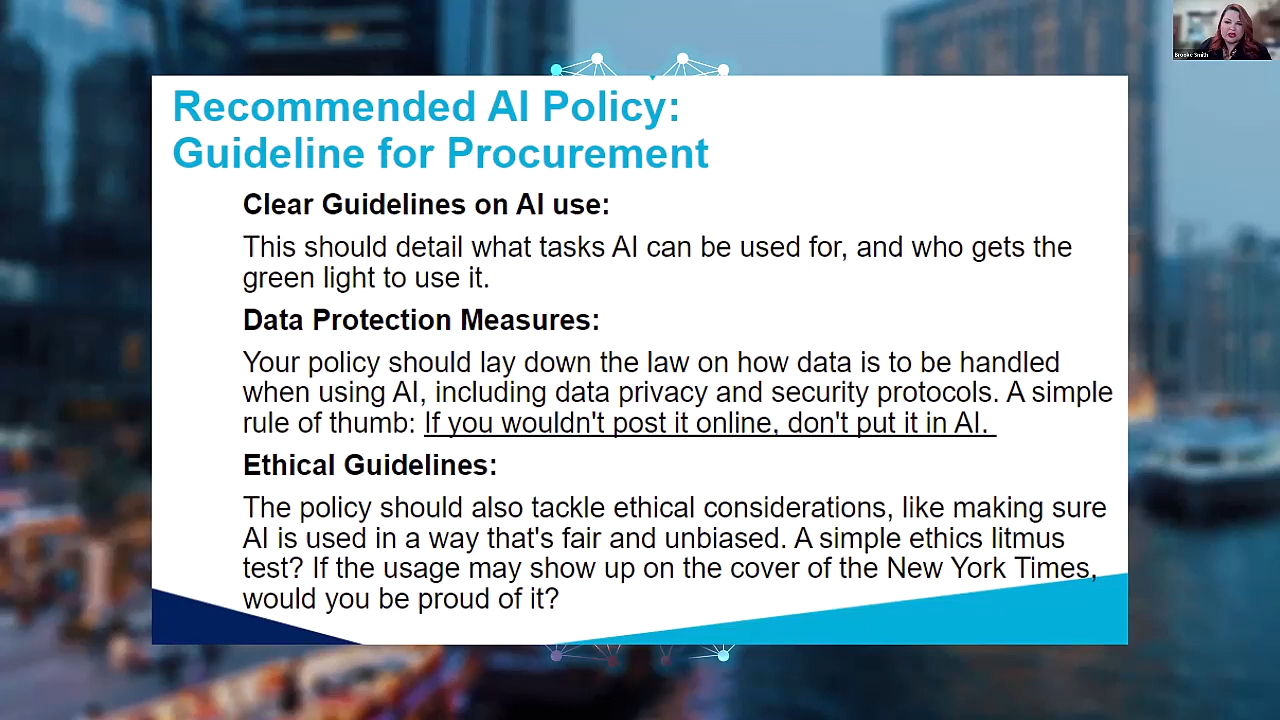 Brooke Smith
Recommended AI Policy:
Guideline for Procurement
Clear Guidelines on AI use:
This should detail what tasks AI can be used for, and who gets the
green light to use it.
Data Protection Measures:
Your policy should lay down the law on how data is to be handled
when using AI, including data privacy and security protocols. A simple
rule of thumb: If you wouldn't post it online, don't put it in AI.
Ethical Guidelines:
The policy should also tackle ethical considerations, like making sure
AI is used in a way that's fair and unbiased. A simple ethics litmus
test? If the usage may show up on the cover of the New York Times,
would you be proud of it?